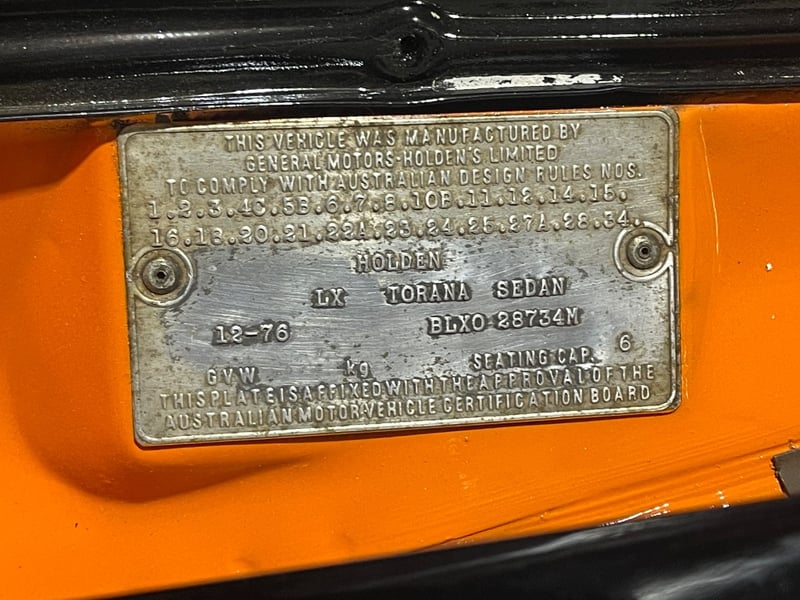 THIS VEHICLE WAS MANUFACTURED BY
GENERAL MOTORS-HOLDEN'S LIMITED
TO COMPLY WITH AUSTRALIAN DESIGN RULES NOS.
1.2.3.4C.5B.6.7.8.10B.11.12.14.15.
16.18.20.21.22A.23.24.25.27A.28.34.
HOLDEN
LX TORANA SEDAN
12-76 BLXO 28734M
GVW kg SEATING CAP. 6
THIS PLATE IS AFFIXED WITH THE APPROVAL OF THE
AUSTRALIAN MOTOR VEHICLE CERTIFICATION BOARD